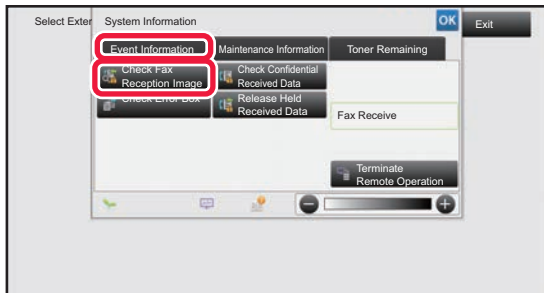 Select Exter
System Information
OK
Exit
Event Information
Maintenance Information
Toner Remaining
Check Fax
Reception Image
Check Confidential
Received Data
Check Error Box
Release Held
Received Data
Fax Receive
Terminate
Remote Operation